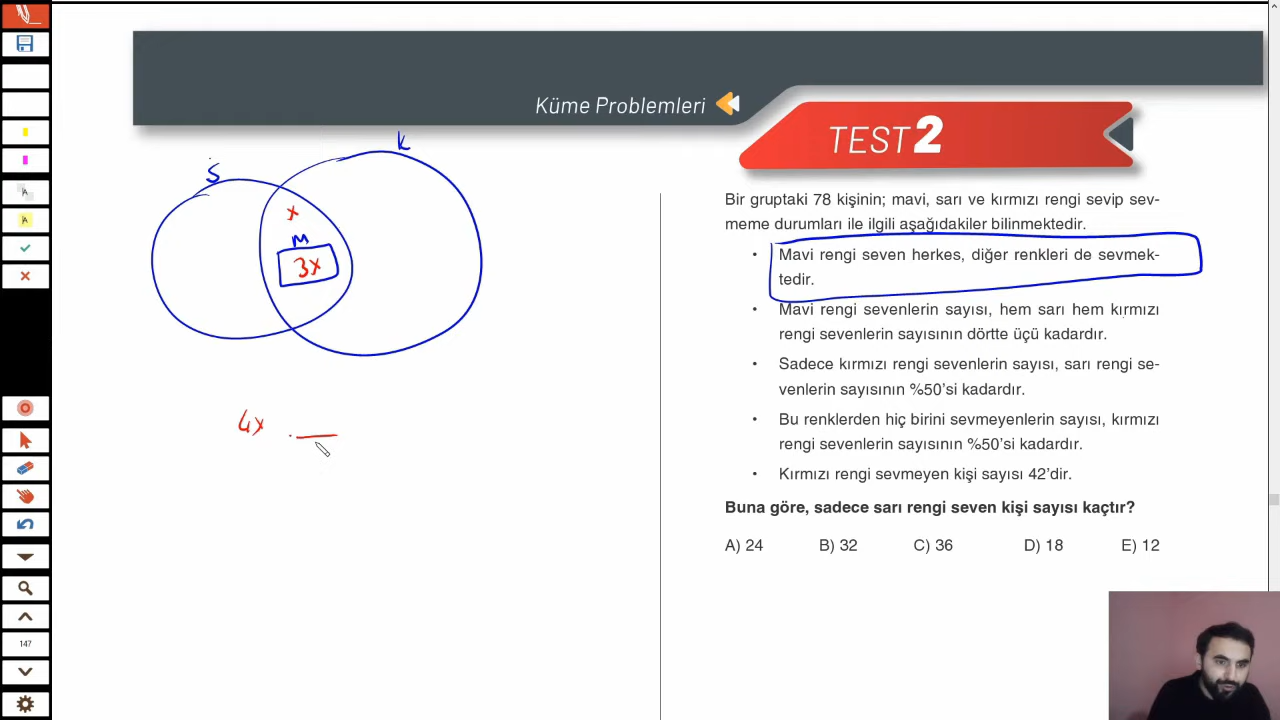 Küme Problemleri
TEST 2
S
K
x
M
3x
4x
Bir gruptaki 78 kişinin; mavi, sarı ve kırmızı rengi sevip sev-
meme durumları ile ilgili aşağıdakiler bilinmektedir.
• Mavi rengi seven herkes, diğer renkleri de sevmek-
tedir.
• Mavi rengi sevenlerin sayısı, hem sarı hem kırmızı
rengi sevenlerin sayısının dörtte üçü kadardır.
• Sadece kırmızı rengi sevenlerin sayısı, sarı rengi se-
venlerin sayısının %50’si kadardır.
• Bu renklerden hiç birini sevmeyenlerin sayısı, kırmızı
rengi sevenlerin sayısının %50’si kadardır.
• Kırmızı rengi sevmeyen kişi sayısı 42’dir.
Buna göre, sadece sarı rengi seven kişi sayısı kaçtır?
A) 24 B) 32 C) 36 D) 18 E) 12
A
A
147